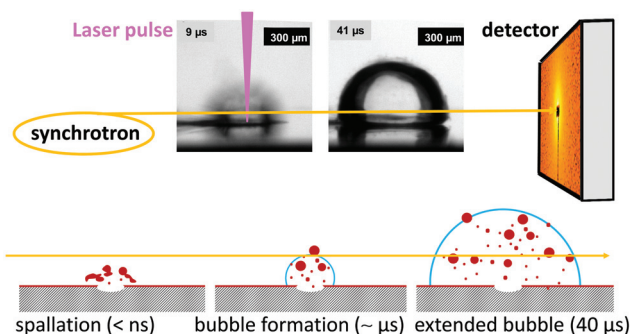 Laser pulse
9 µs
300 µm
41 µs
300 µm
detector
synchrotron
spallation (< ns)
bubble formation (~ µs)
extended bubble (40 µs)